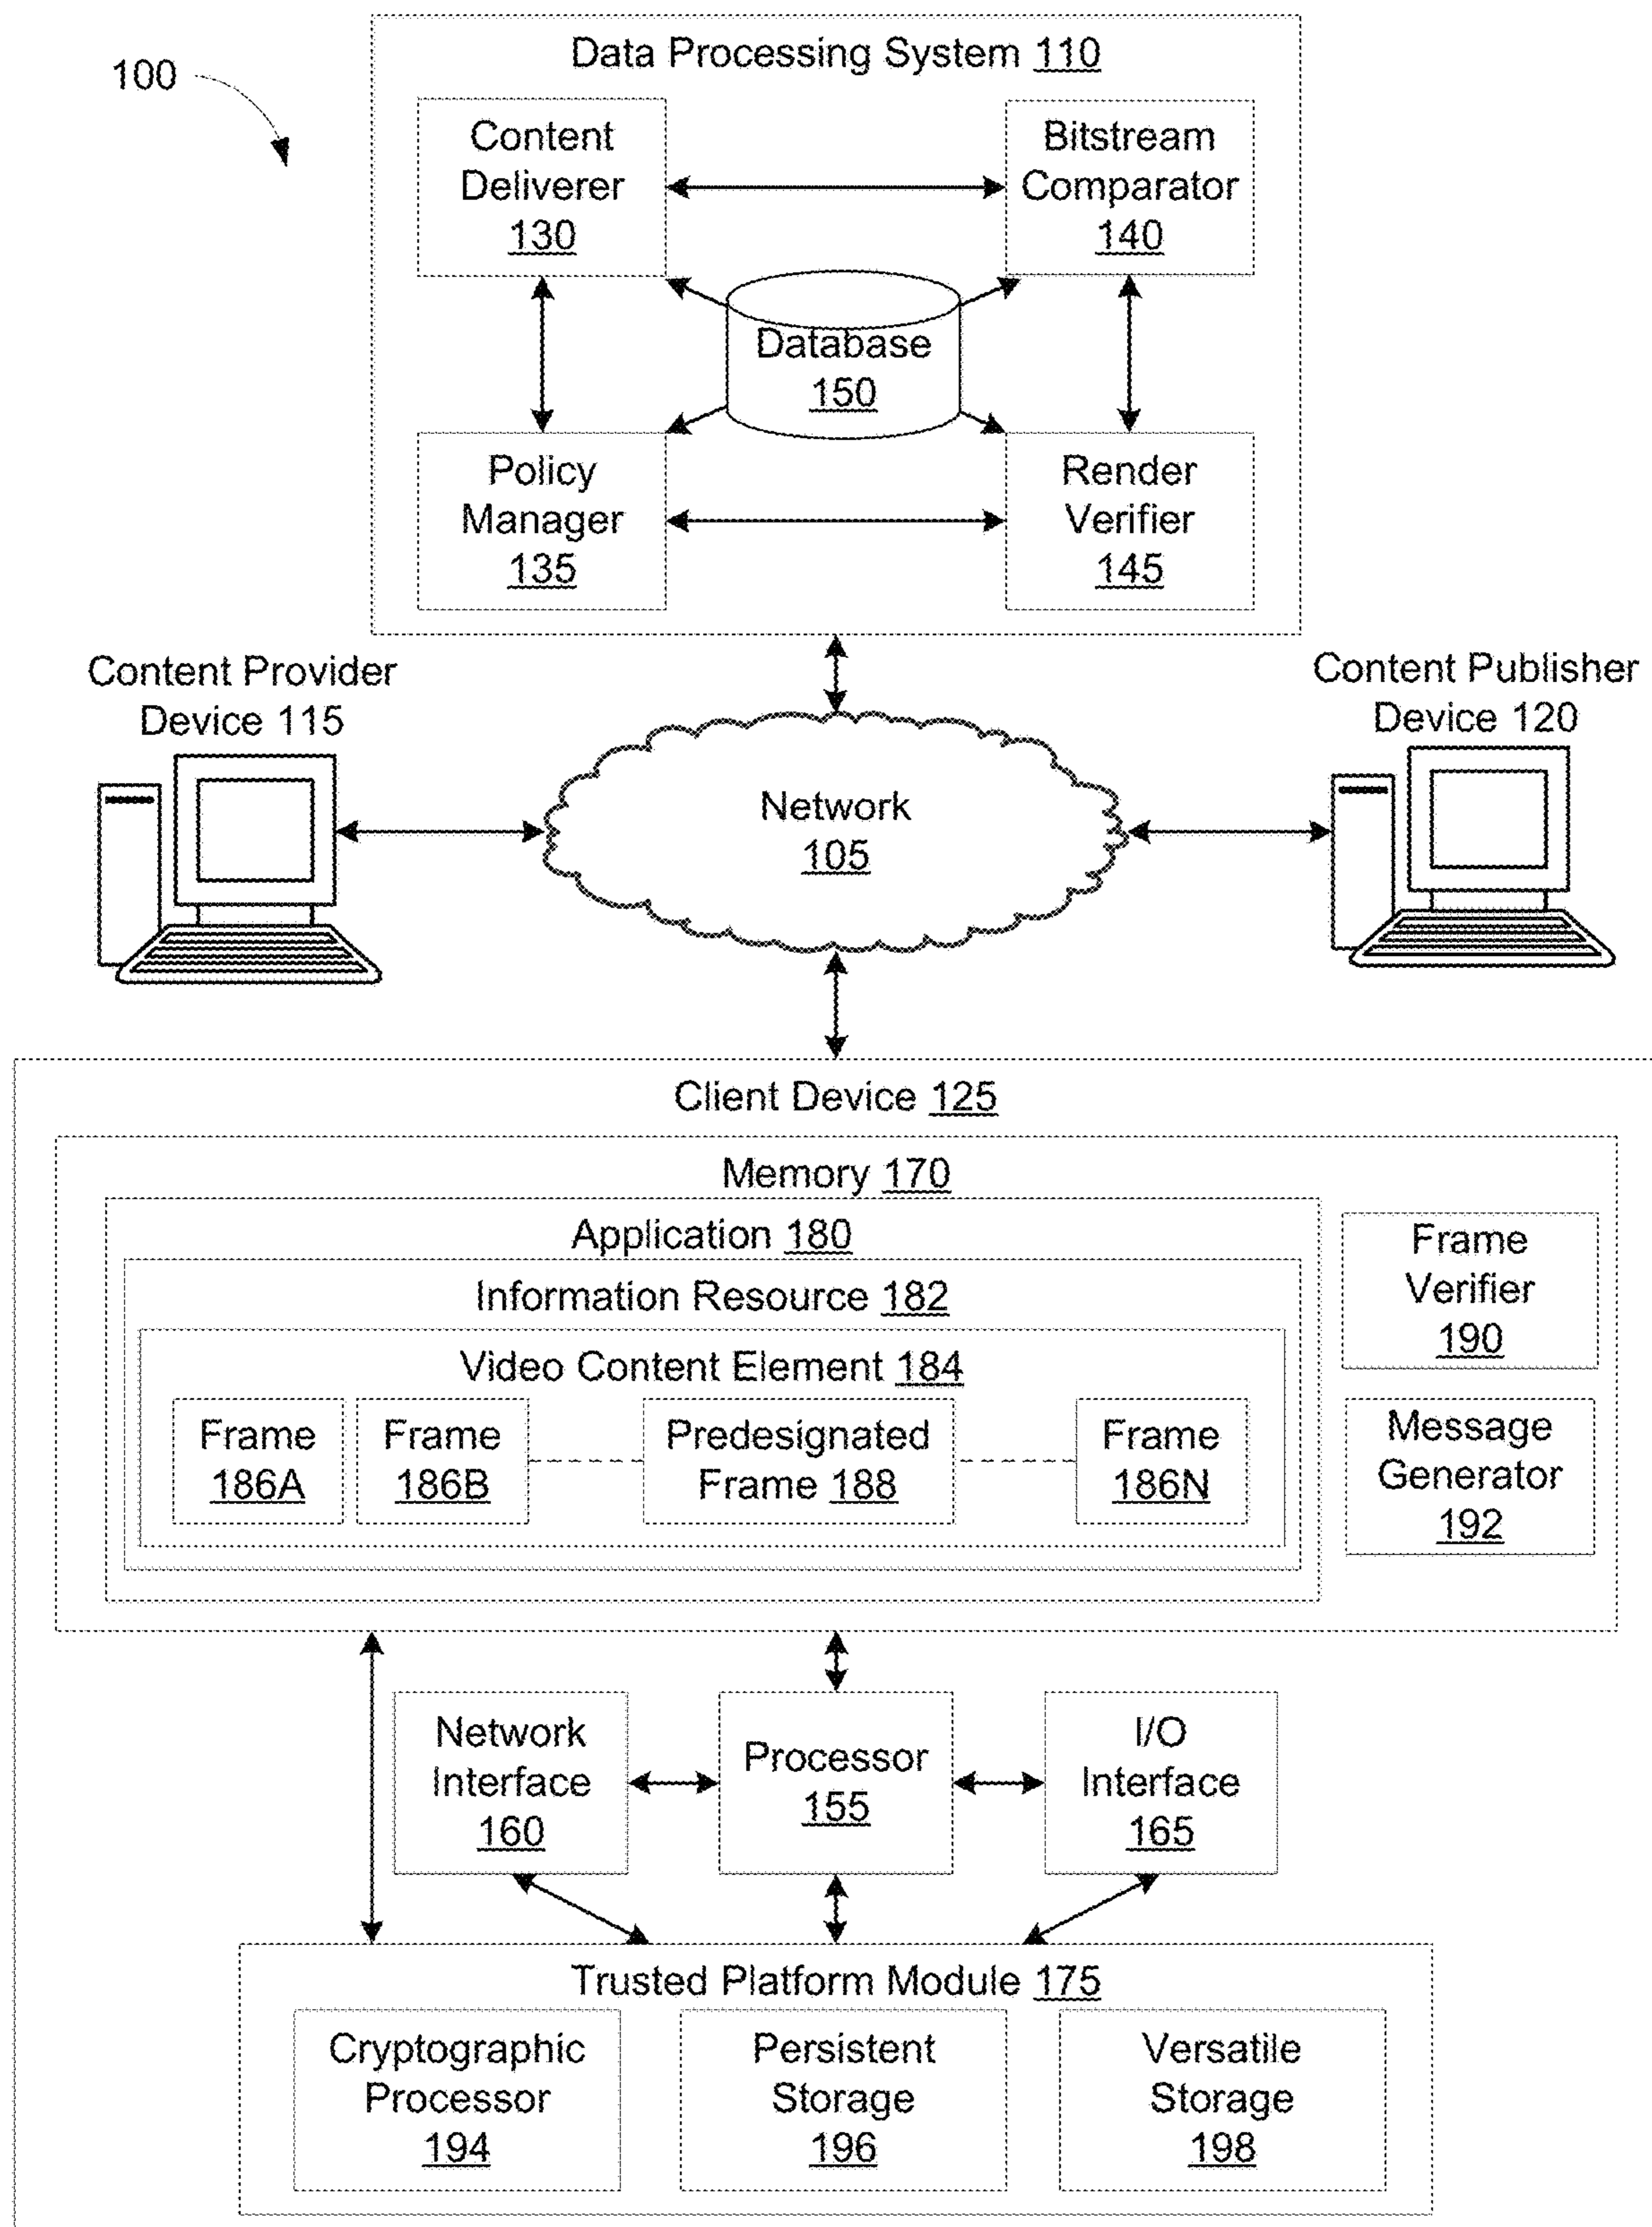 100
Data Processing System 110
Content
Deliverer
130
Bitstream
Comparator
140
Database
150
Policy
Manager
135
Render
Verifier
145
Content Provider
Device 115
Content Publisher
Device 120
Network
105
Client Device 125
Memory 170
Application 180
Information Resource 182
Video Content Element 184
Frame
186A
Frame
186B
Predesignated
Frame 188
Frame
186N
Frame
Verifier
190
Message
Generator
192
Network
Interface
160
Processor
155
I/O
Interface
165
Trusted Platform Module 175
Cryptographic
Processor
194
Persistent
Storage
196
Versatile
Storage
198